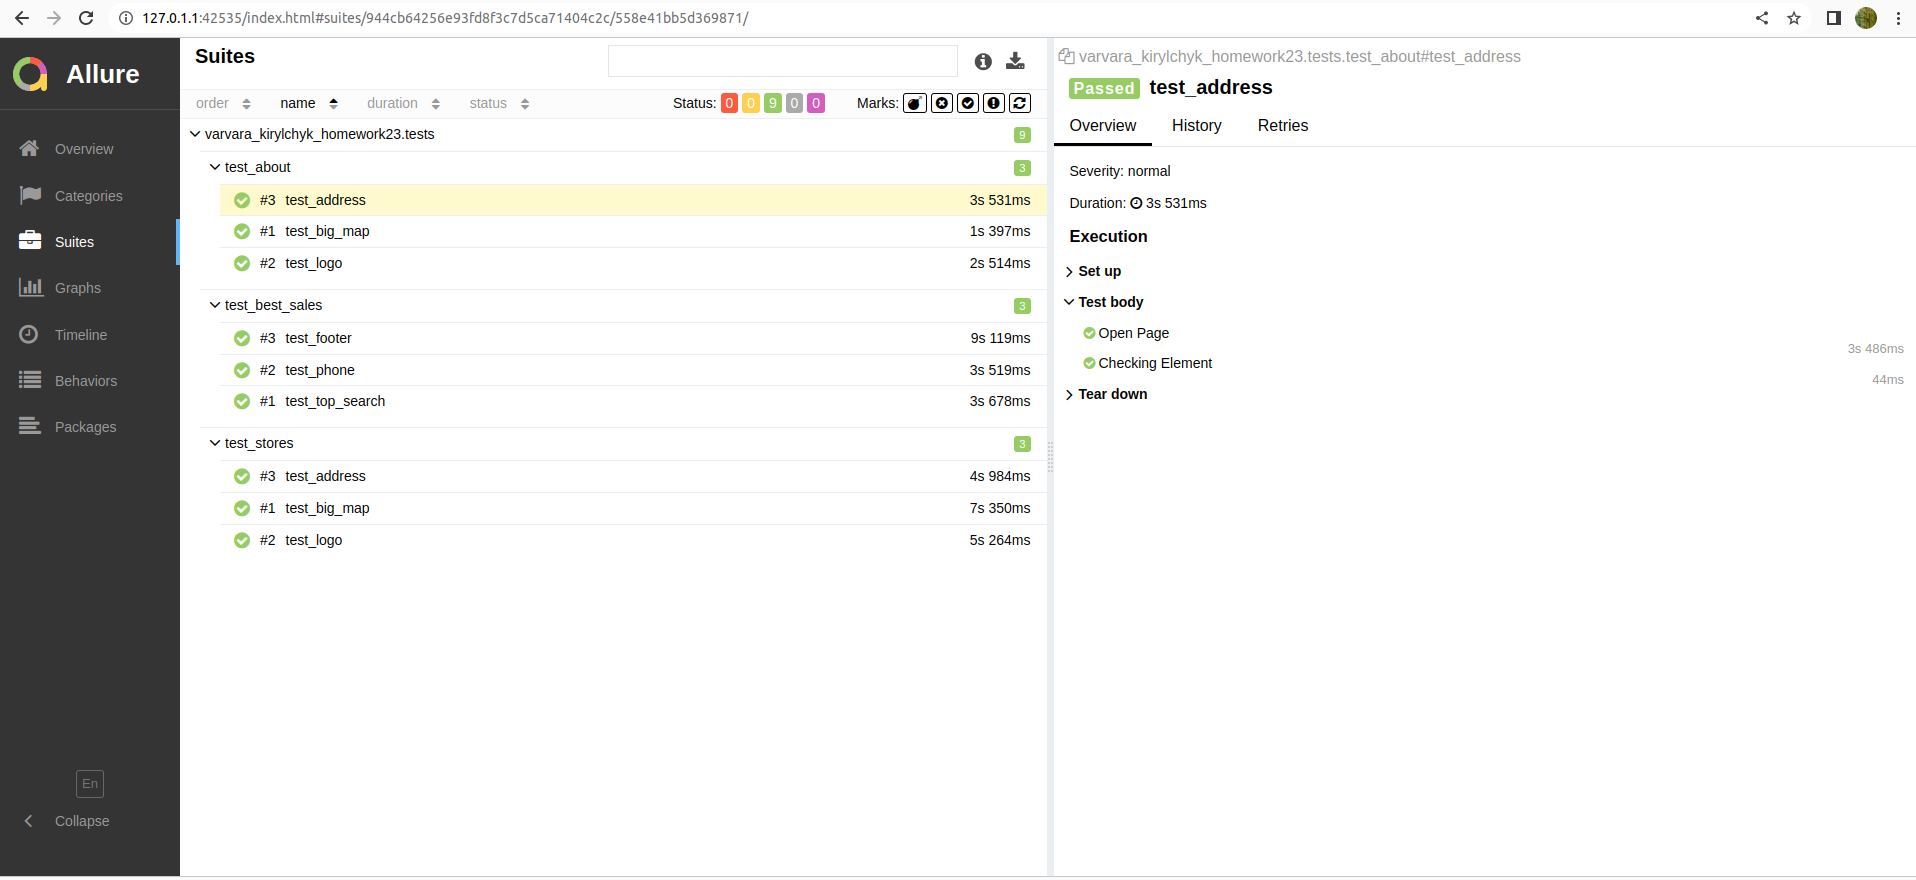 127.0.1.1:42535/index.html#suites/944cb64256e93fd8f3c7d5ca71404c2c/558e41bb5d369871/
Allure
Overview
Categories
Suites
Graphs
Timeline
Behaviors
Packages
En
Collapse
Suites
order name duration status Status: 0 0 9 0 0 Marks:
varvara_kirylchyk_homework23.tests 9
test_about 3
#3 test_address 3s 531ms
#1 test_big_map 1s 397ms
#2 test_logo 2s 514ms
test_best_sales 3
#3 test_footer 9s 119ms
#2 test_phone 3s 519ms
#1 test_top_search 3s 678ms
test_stores 3
#3 test_address 4s 984ms
#1 test_big_map 7s 350ms
#2 test_logo 5s 264ms
varvara_kirylchyk_homework23.tests.test_about#test_address
Passed test_address
Overview History Retries
Severity: normal
Duration: 3s 531ms
Execution
Set up
Test body
Open Page
3s 486ms
Checking Element
44ms
Tear down